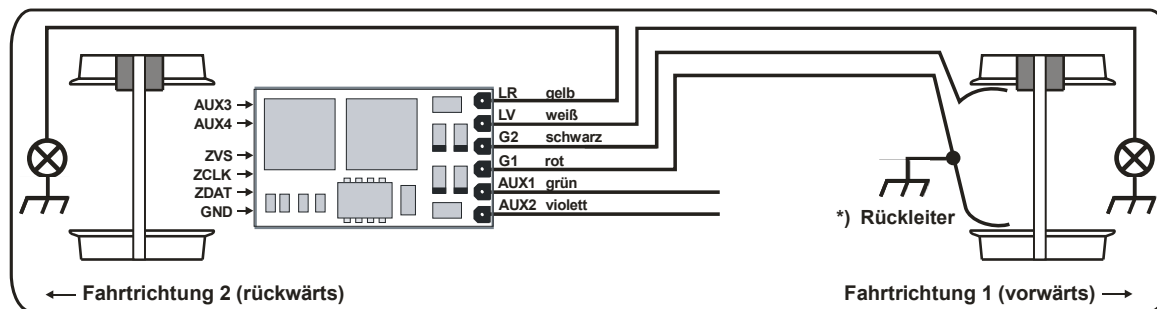 LR gelb
LV weiß
G2 schwarz
G1 rot
AUX1 grün
AUX2 violett
AUX3
AUX4
ZVS
ZCLK
ZDAT
GND
*) Rückleiter
← Fahrtrichtung 2 (rückwärts)
Fahrtrichtung 1 (vorwärts) →